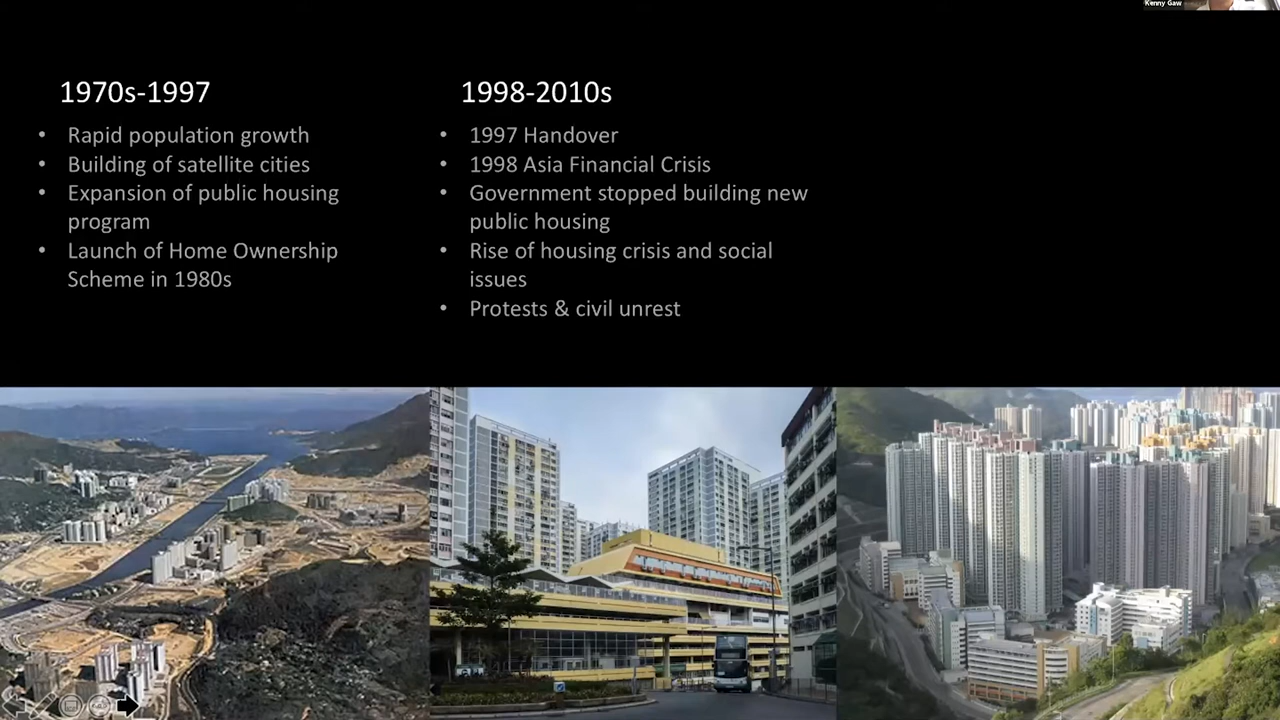 Kenny Gaw
1970s-1997
• Rapid population growth
• Building of satellite cities
• Expansion of public housing
program
• Launch of Home Ownership
Scheme in 1980s
1998-2010s
• 1997 Handover
• 1998 Asia Financial Crisis
• Government stopped building new
public housing
• Rise of housing crisis and social
issues
• Protests & civil unrest